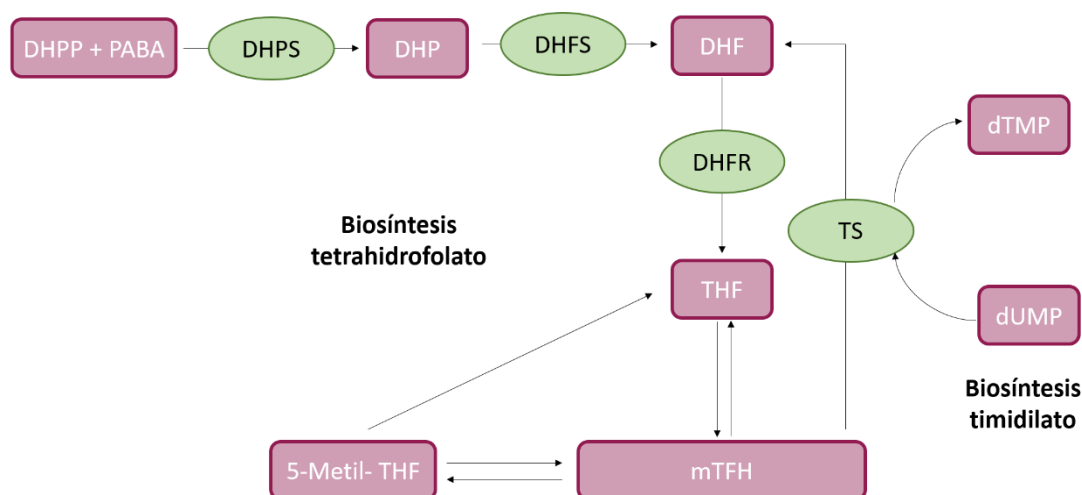 DHPP + PABA
DHPS
DHP
DHFS
DHF
dTMP
DHFR
TS
Biosíntesis
tetrahidrofolato
THF
dUMP
Biosíntesis
timidilato
5-Metil- THF
mTFH